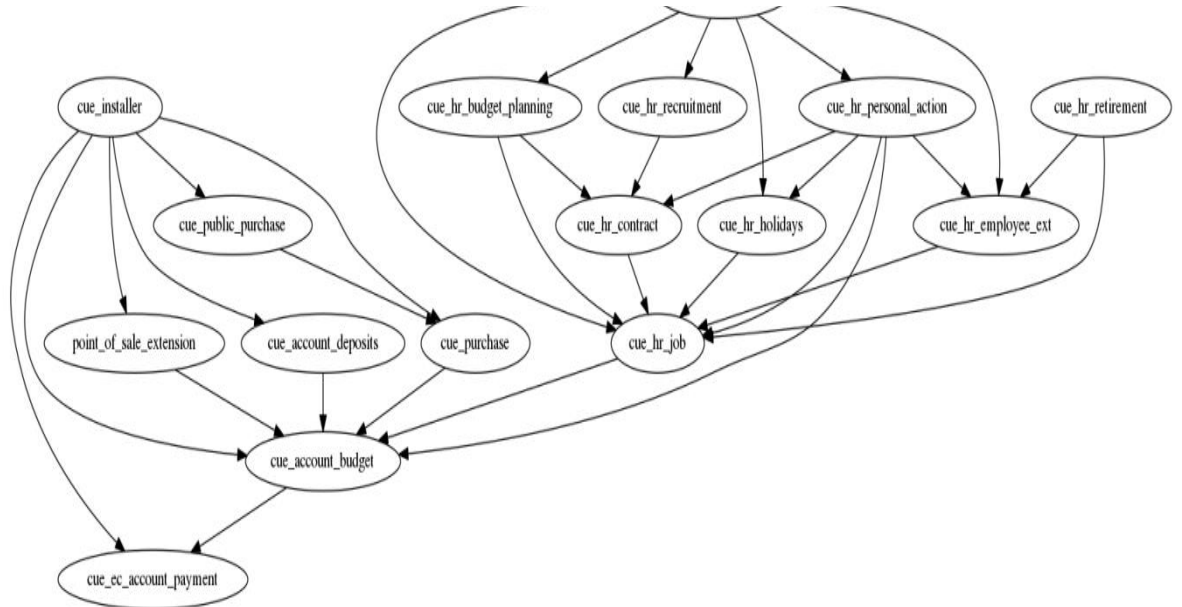 cue_installer
cue_hr_budget_planning
cue_hr_recruitment
cue_hr_personal_action
cue_hr_retirement
cue_public_purchase
cue_hr_contract
cue_hr_holidays
cue_hr_employee_ext
point_of_sale_extension
cue_account_deposits
cue_purchase
cue_hr_job
cue_account_budget
cue_ec_account_payment